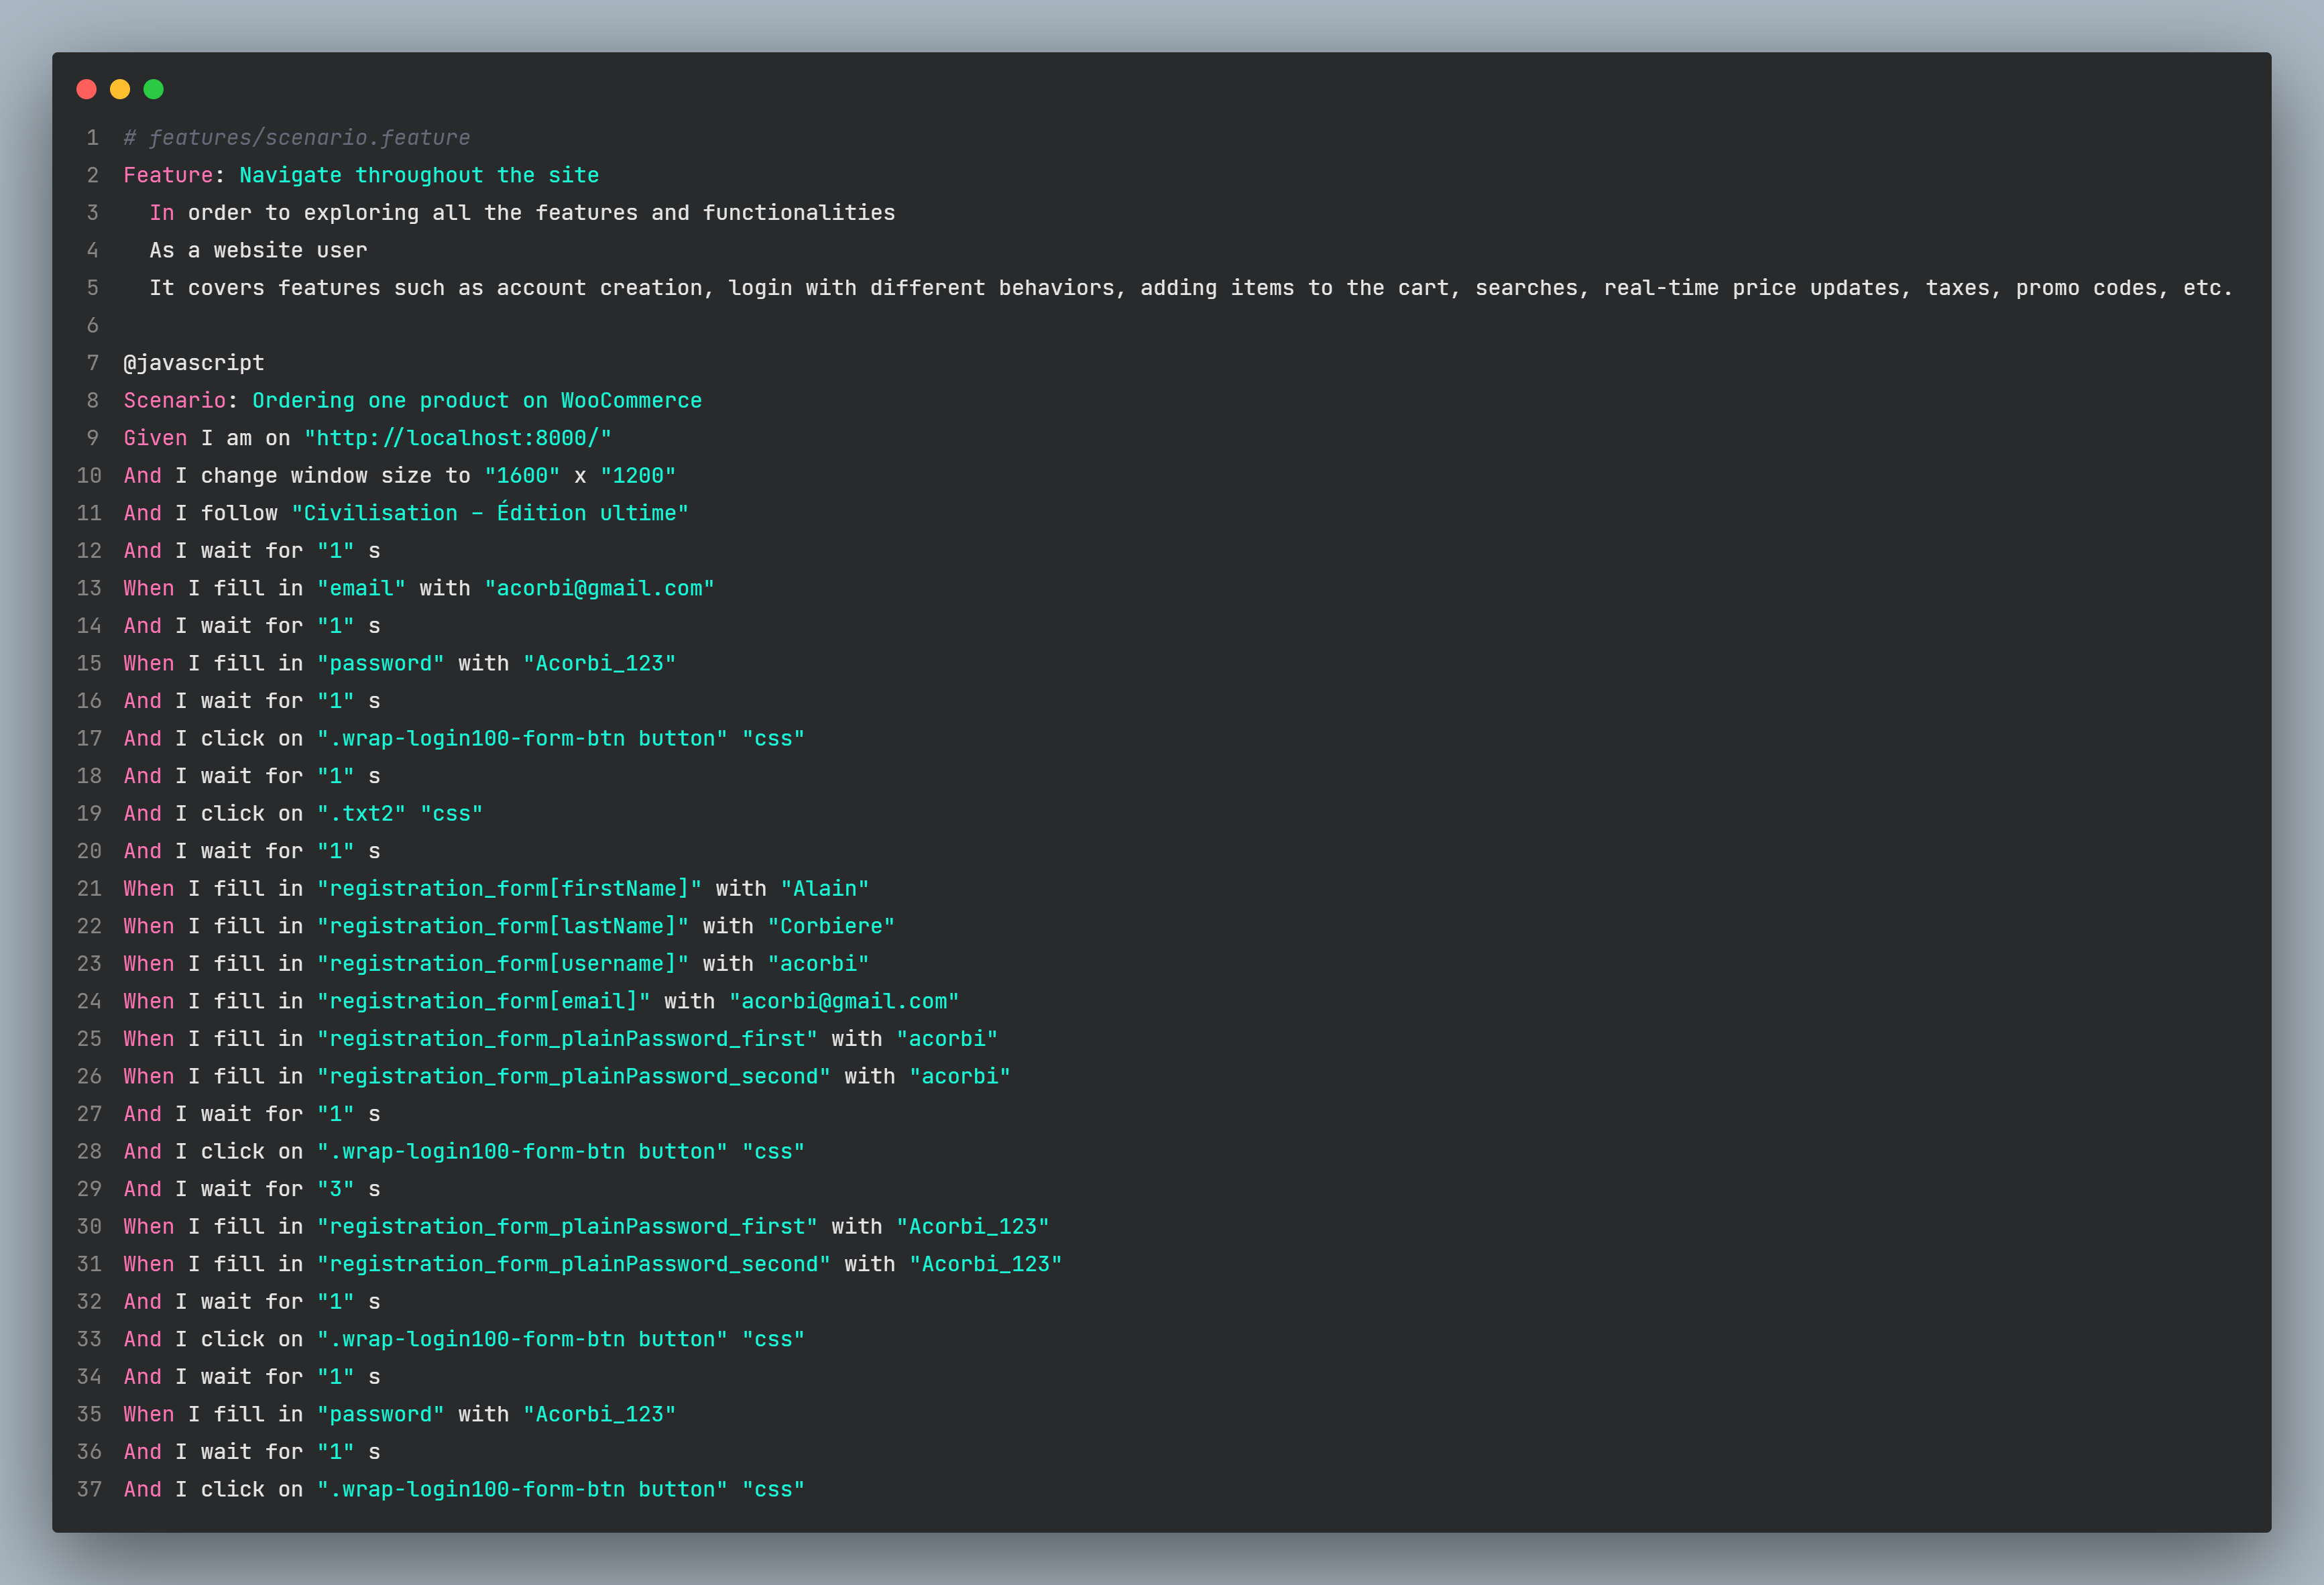 1 # features/scenario.feature
2 Feature: Navigate throughout the site
3   In order to exploring all the features and functionalities
4   As a website user
5   It covers features such as account creation, login with different behaviors, adding items to the cart, searches, real-time price updates, taxes, promo codes, etc.
6
7 @javascript
8 Scenario: Ordering one product on WooCommerce
9 Given I am on "http://localhost:8000/"
10 And I change window size to "1600" x "1200"
11 And I follow "Civilisation – Édition ultime"
12 And I wait for "1" s
13 When I fill in "email" with "acorbi@gmail.com"
14 And I wait for "1" s
15 When I fill in "password" with "Acorbi_123"
16 And I wait for "1" s
17 And I click on ".wrap-login100-form-btn button" "css"
18 And I wait for "1" s
19 And I click on ".txt2" "css"
20 And I wait for "1" s
21 When I fill in "registration_form[firstName]" with "Alain"
22 When I fill in "registration_form[lastName]" with "Corbiere"
23 When I fill in "registration_form[username]" with "acorbi"
24 When I fill in "registration_form[email]" with "acorbi@gmail.com"
25 When I fill in "registration_form_plainPassword_first" with "acorbi"
26 When I fill in "registration_form_plainPassword_second" with "acorbi"
27 And I wait for "1" s
28 And I click on ".wrap-login100-form-btn button" "css"
29 And I wait for "3" s
30 When I fill in "registration_form_plainPassword_first" with "Acorbi_123"
31 When I fill in "registration_form_plainPassword_second" with "Acorbi_123"
32 And I wait for "1" s
33 And I click on ".wrap-login100-form-btn button" "css"
34 And I wait for "1" s
35 When I fill in "password" with "Acorbi_123"
36 And I wait for "1" s
37 And I click on ".wrap-login100-form-btn button" "css"